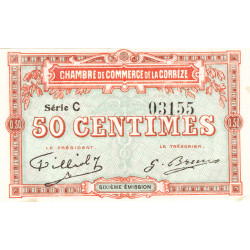 CHAMBRE DE COMMERCE DE LA CORRÈZE
Série C 03155
0.50 50 CENTIMES 0.50
LE PRÉSIDENT, LE TRÉSORIER,
SIXIÈME ÉMISSION